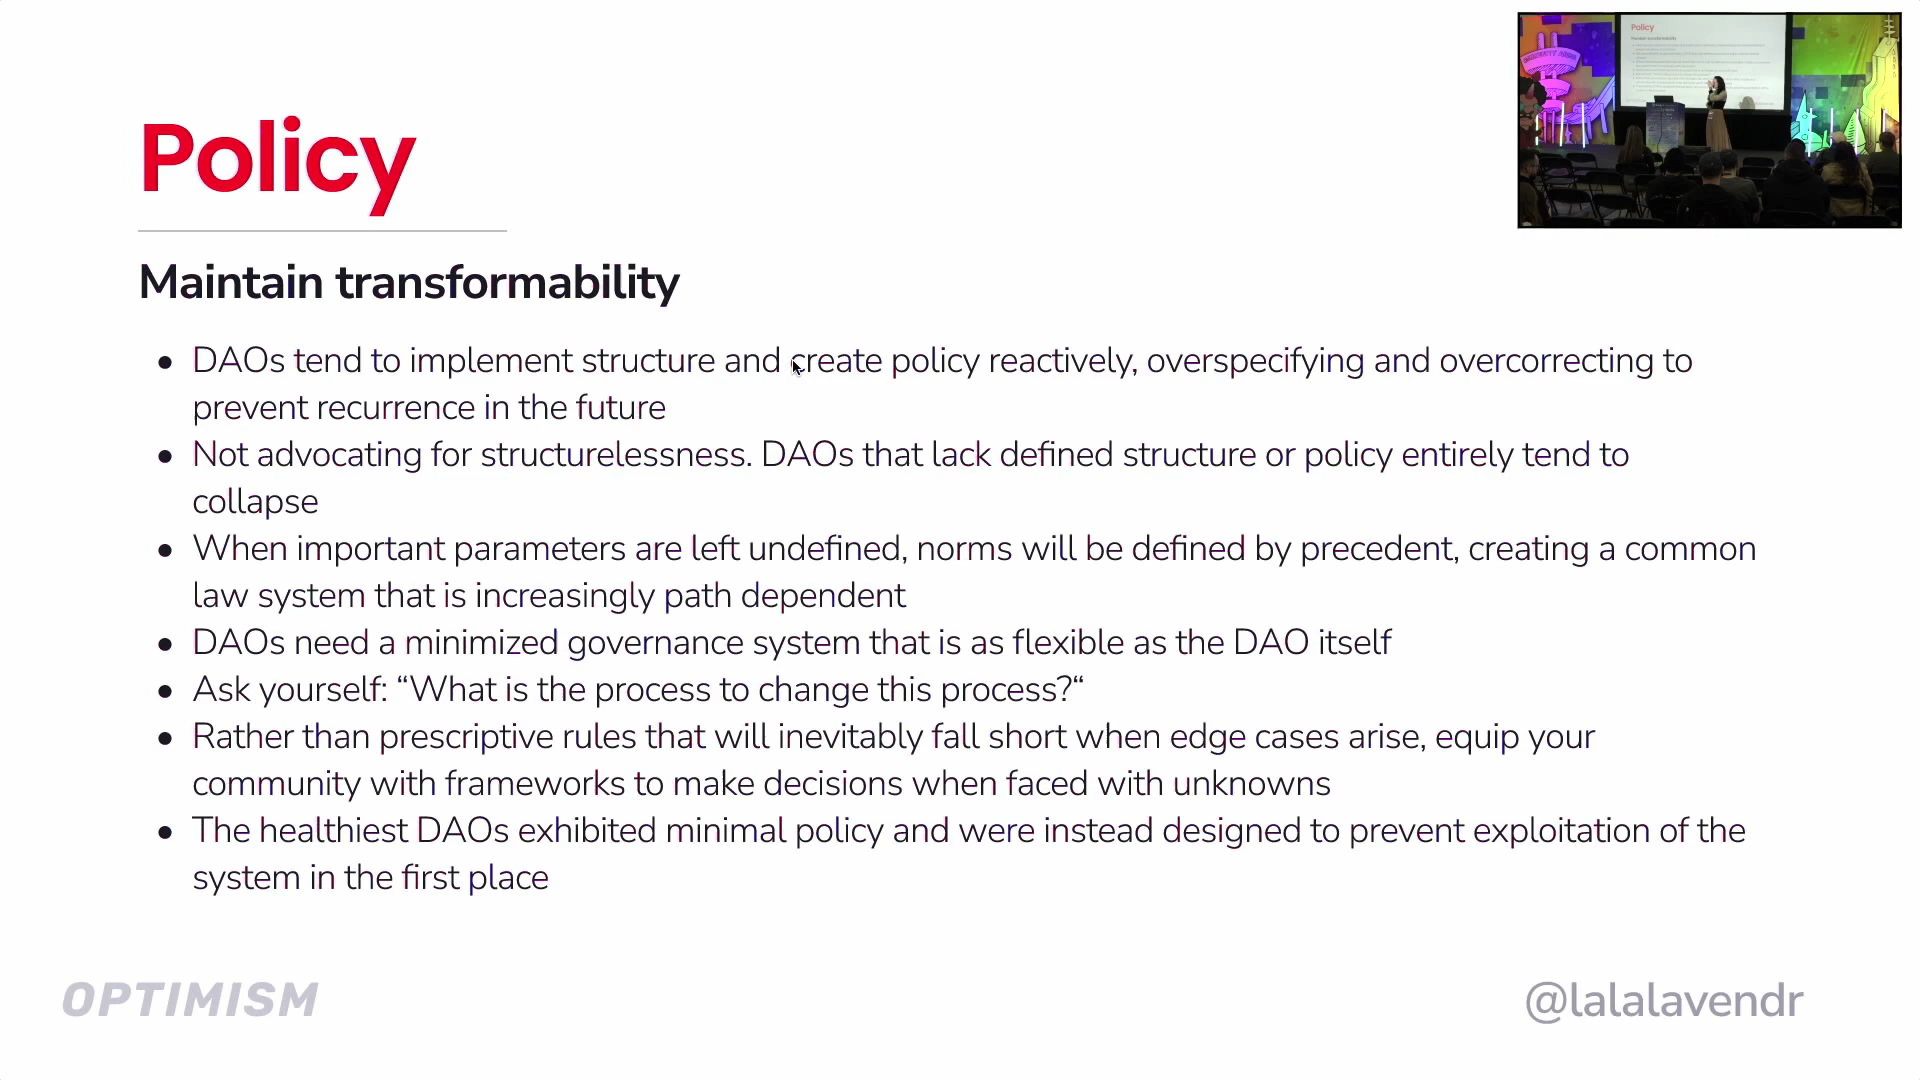 Policy
Maintain transformability
● DAOs tend to implement structure and create policy reactively, overspecifying and overcorrecting to
prevent recurrence in the future
● Not advocating for structurelessness. DAOs that lack defined structure or policy entirely tend to
collapse
● When important parameters are left undefined, norms will be defined by precedent, creating a common
law system that is increasingly path dependent
● DAOs need a minimized governance system that is as flexible as the DAO itself
● Ask yourself: “What is the process to change this process?“
● Rather than prescriptive rules that will inevitably fall short when edge cases arise, equip your
community with frameworks to make decisions when faced with unknowns
● The healthiest DAOs exhibited minimal policy and were instead designed to prevent exploitation of the
system in the first place
OPTIMISM
@lalalavendr
Policy